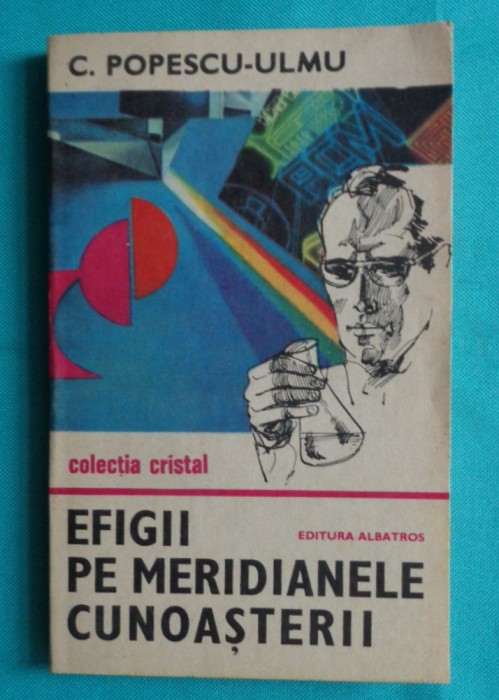 C. POPESCU-ULMU
colecția cristal
EDITURA ALBATROS
EFIGII
PE MERIDIANELE
CUNOAȘTERII